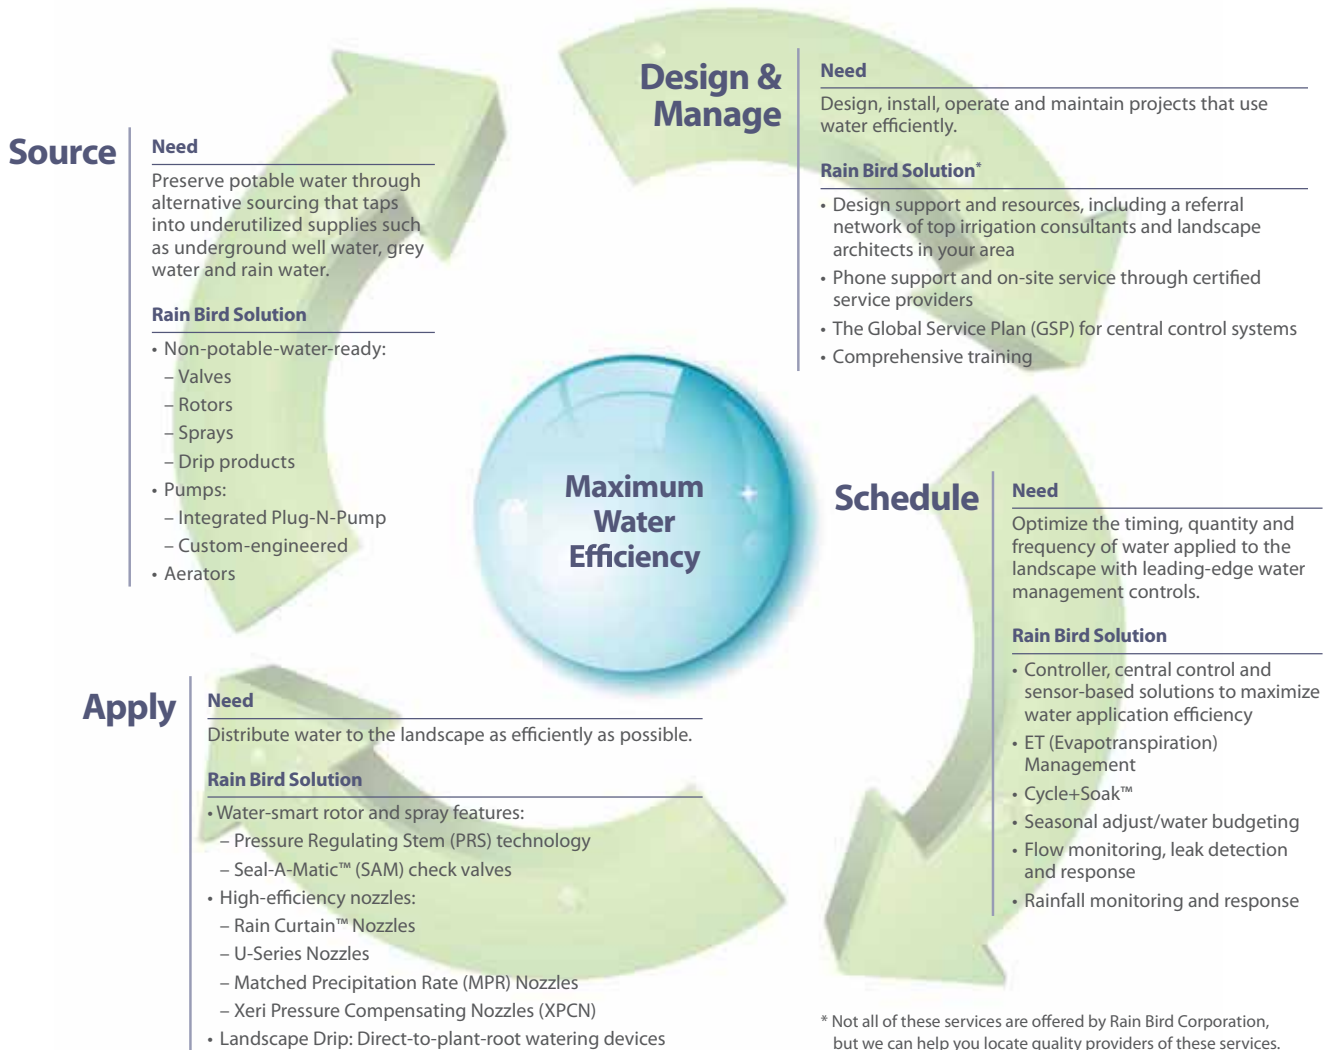 Source
Need
Preserve potable water through
alternative sourcing that taps
into underutilized supplies such
as underground well water, grey
water and rain water.
Rain Bird Solution
• Non-potable-water-ready:
– Valves
– Rotors
– Sprays
– Drip products
• Pumps:
– Integrated Plug-N-Pump
– Custom-engineered
• Aerators
Design &
Manage
Need
Design, install, operate and maintain projects that use
water efficiently.
Rain Bird Solution*
• Design support and resources, including a referral
network of top irrigation consultants and landscape
architects in your area
• Phone support and on-site service through certified
service providers
• The Global Service Plan (GSP) for central control systems
• Comprehensive training
Maximum
Water
Efficiency
Schedule
Need
Optimize the timing, quantity and
frequency of water applied to the
landscape with leading-edge water
management controls.
Rain Bird Solution
• Controller, central control and
sensor-based solutions to maximize
water application efficiency
• ET (Evapotranspiration)
Management
• Cycle+Soak™
• Seasonal adjust/water budgeting
• Flow monitoring, leak detection
and response
• Rainfall monitoring and response
Apply
Need
Distribute water to the landscape as efficiently as possible.
Rain Bird Solution
• Water-smart rotor and spray features:
– Pressure Regulating Stem (PRS) technology
– Seal-A-Matic™ (SAM) check valves
• High-efficiency nozzles:
– Rain Curtain™ Nozzles
– U-Series Nozzles
– Matched Precipitation Rate (MPR) Nozzles
– Xeri Pressure Compensating Nozzles (XPCN)
• Landscape Drip: Direct-to-plant-root watering devices
* Not all of these services are offered by Rain Bird Corporation,
but we can help you locate quality providers of these services.